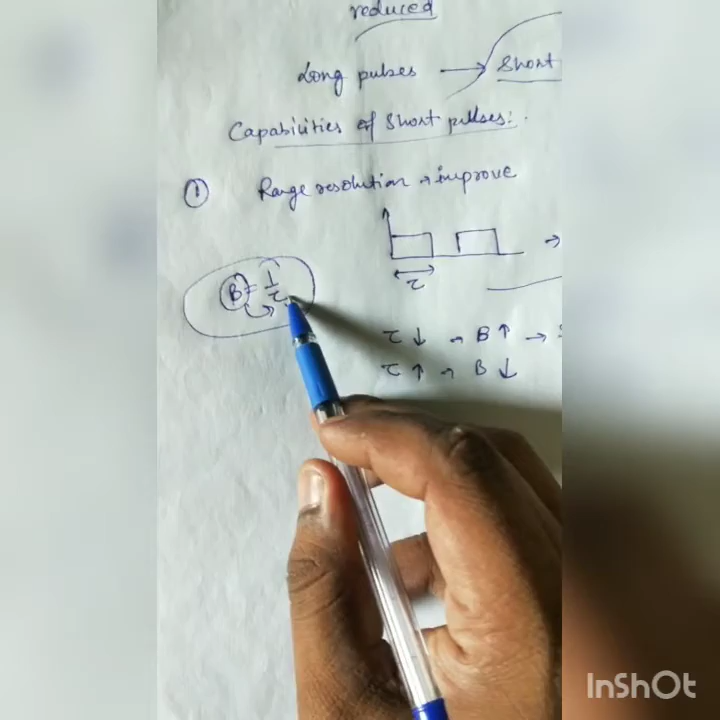 reduced
Long pulses → Short
Capabilities of Short pulses:
① Range resolution → improve
B = 1/τ
τ
τ ↓ → B ↑ →
τ ↑ → B ↓
InShOt